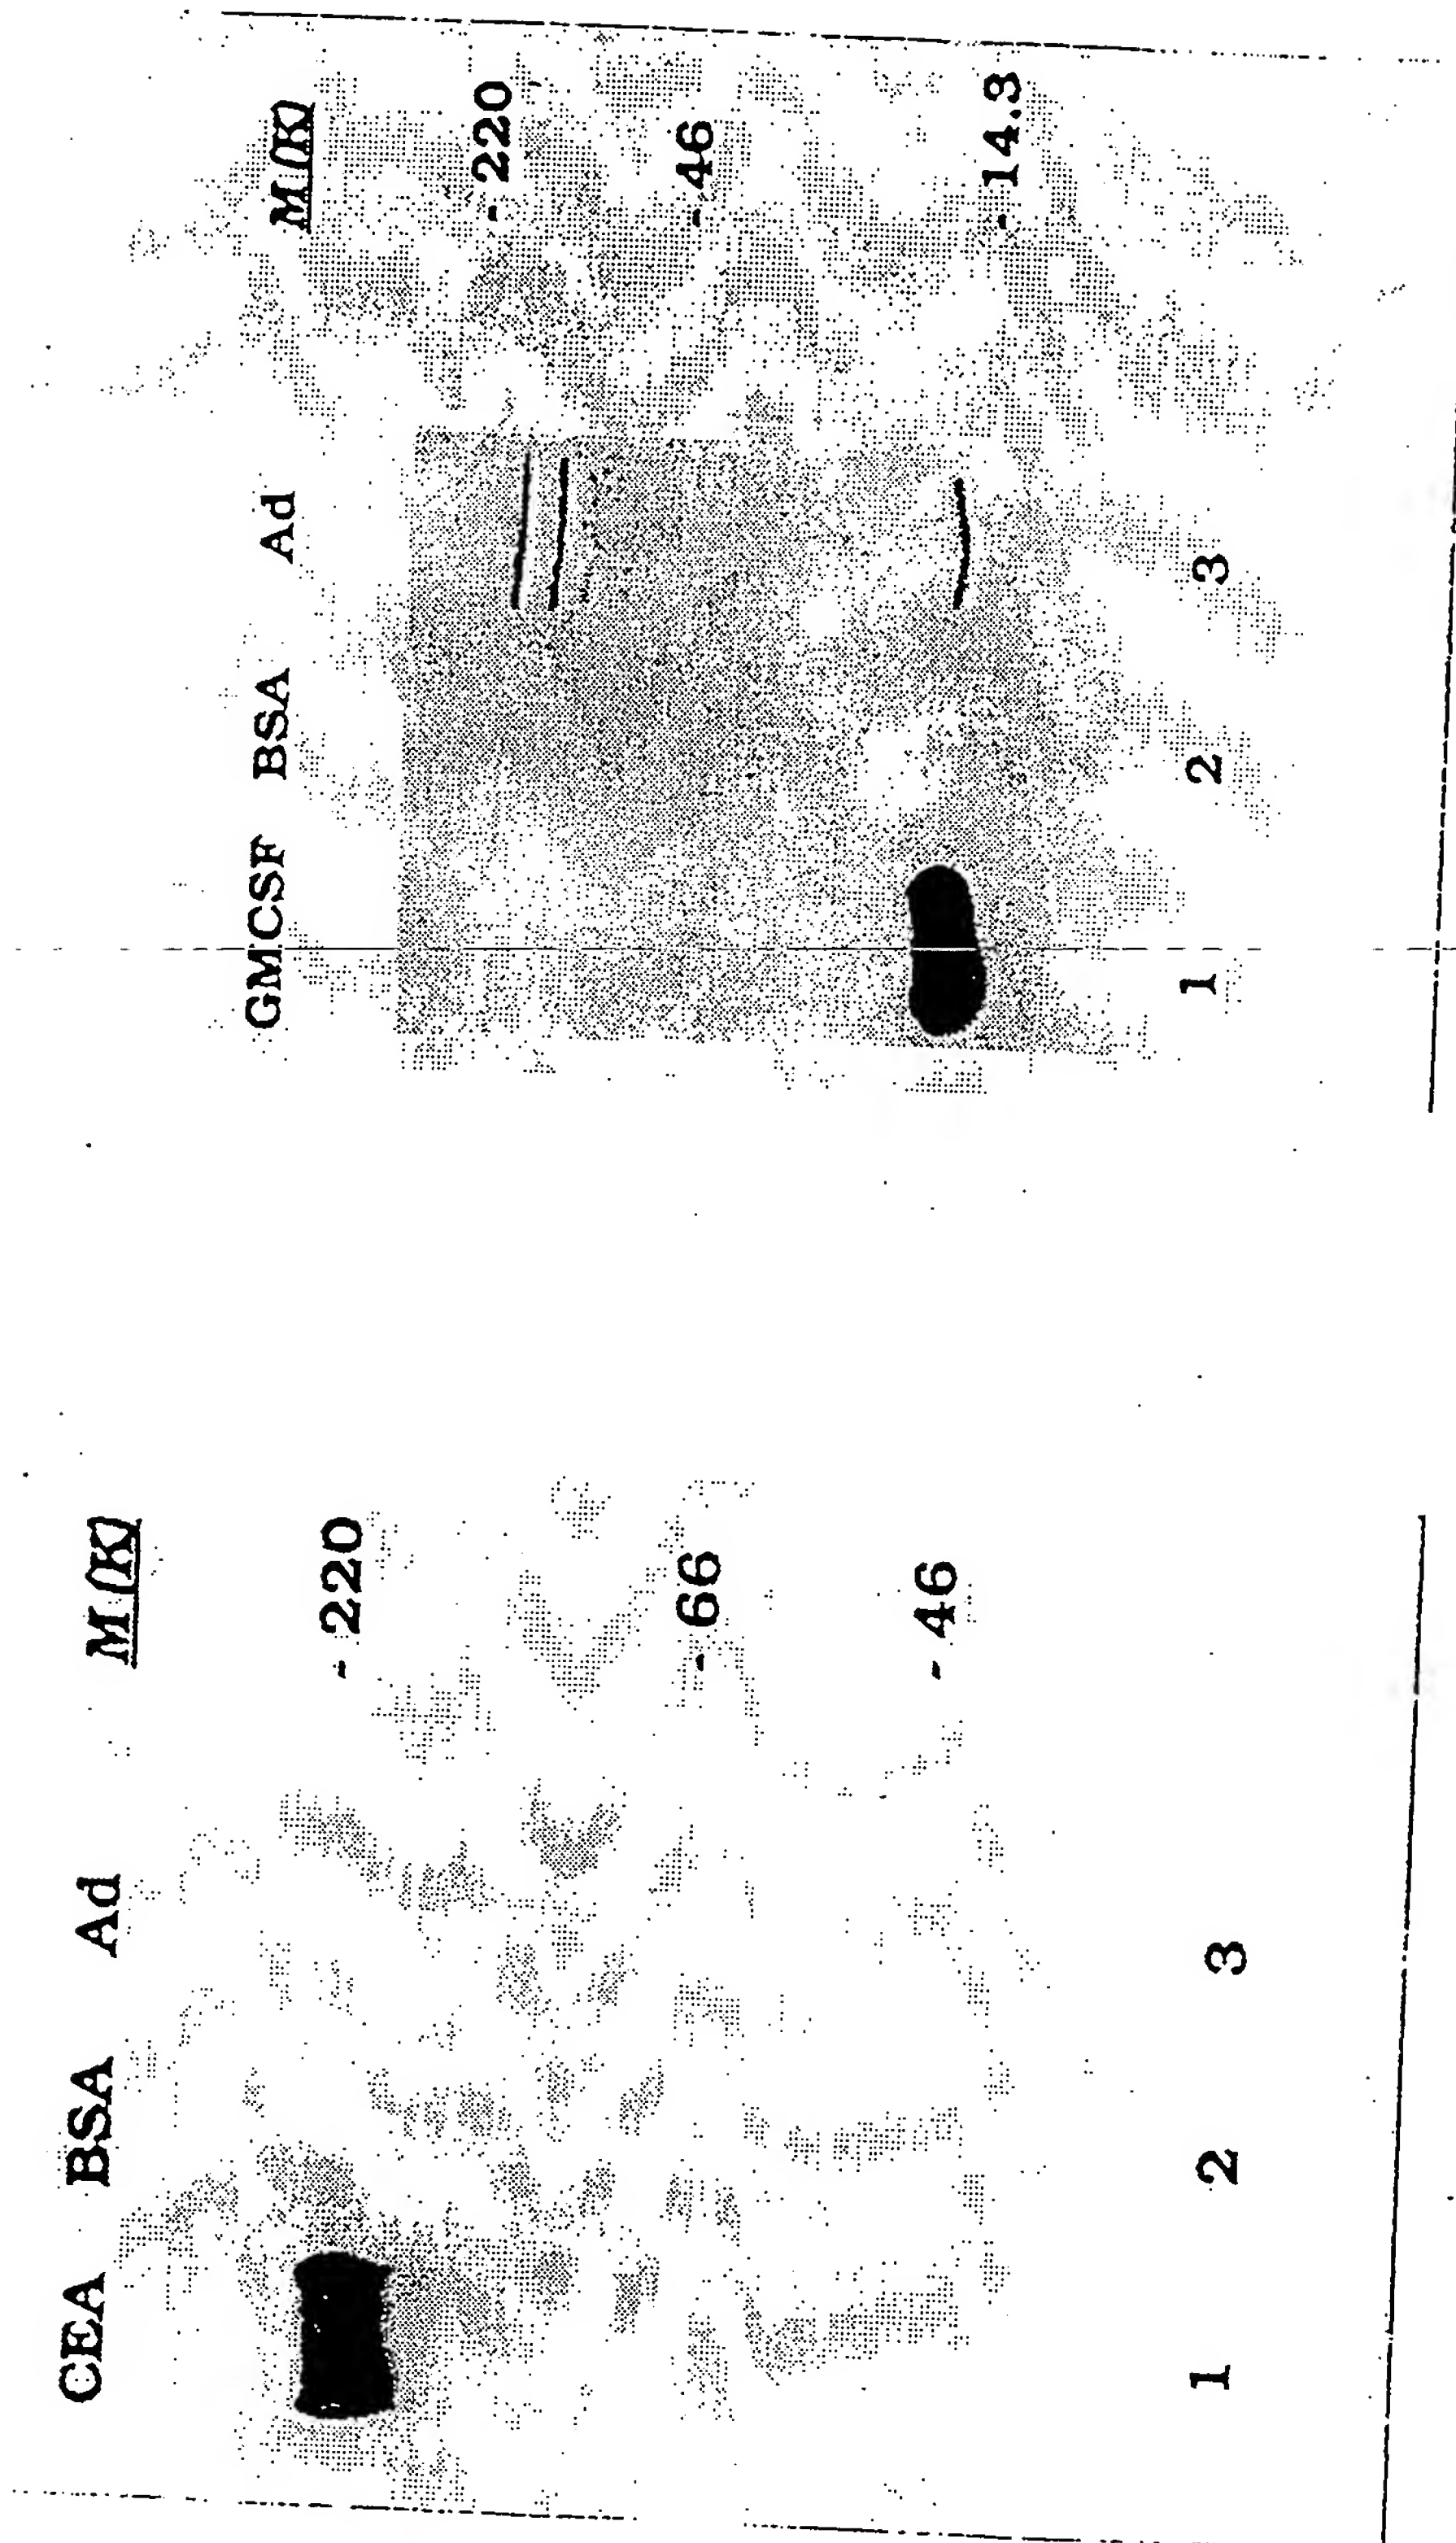 CEA BSA Ad M (K)
- 220
- 66
- 46
1 2 3
GMCSF BSA Ad M (K)
- 220
- 46
- 14.3
1 2 3